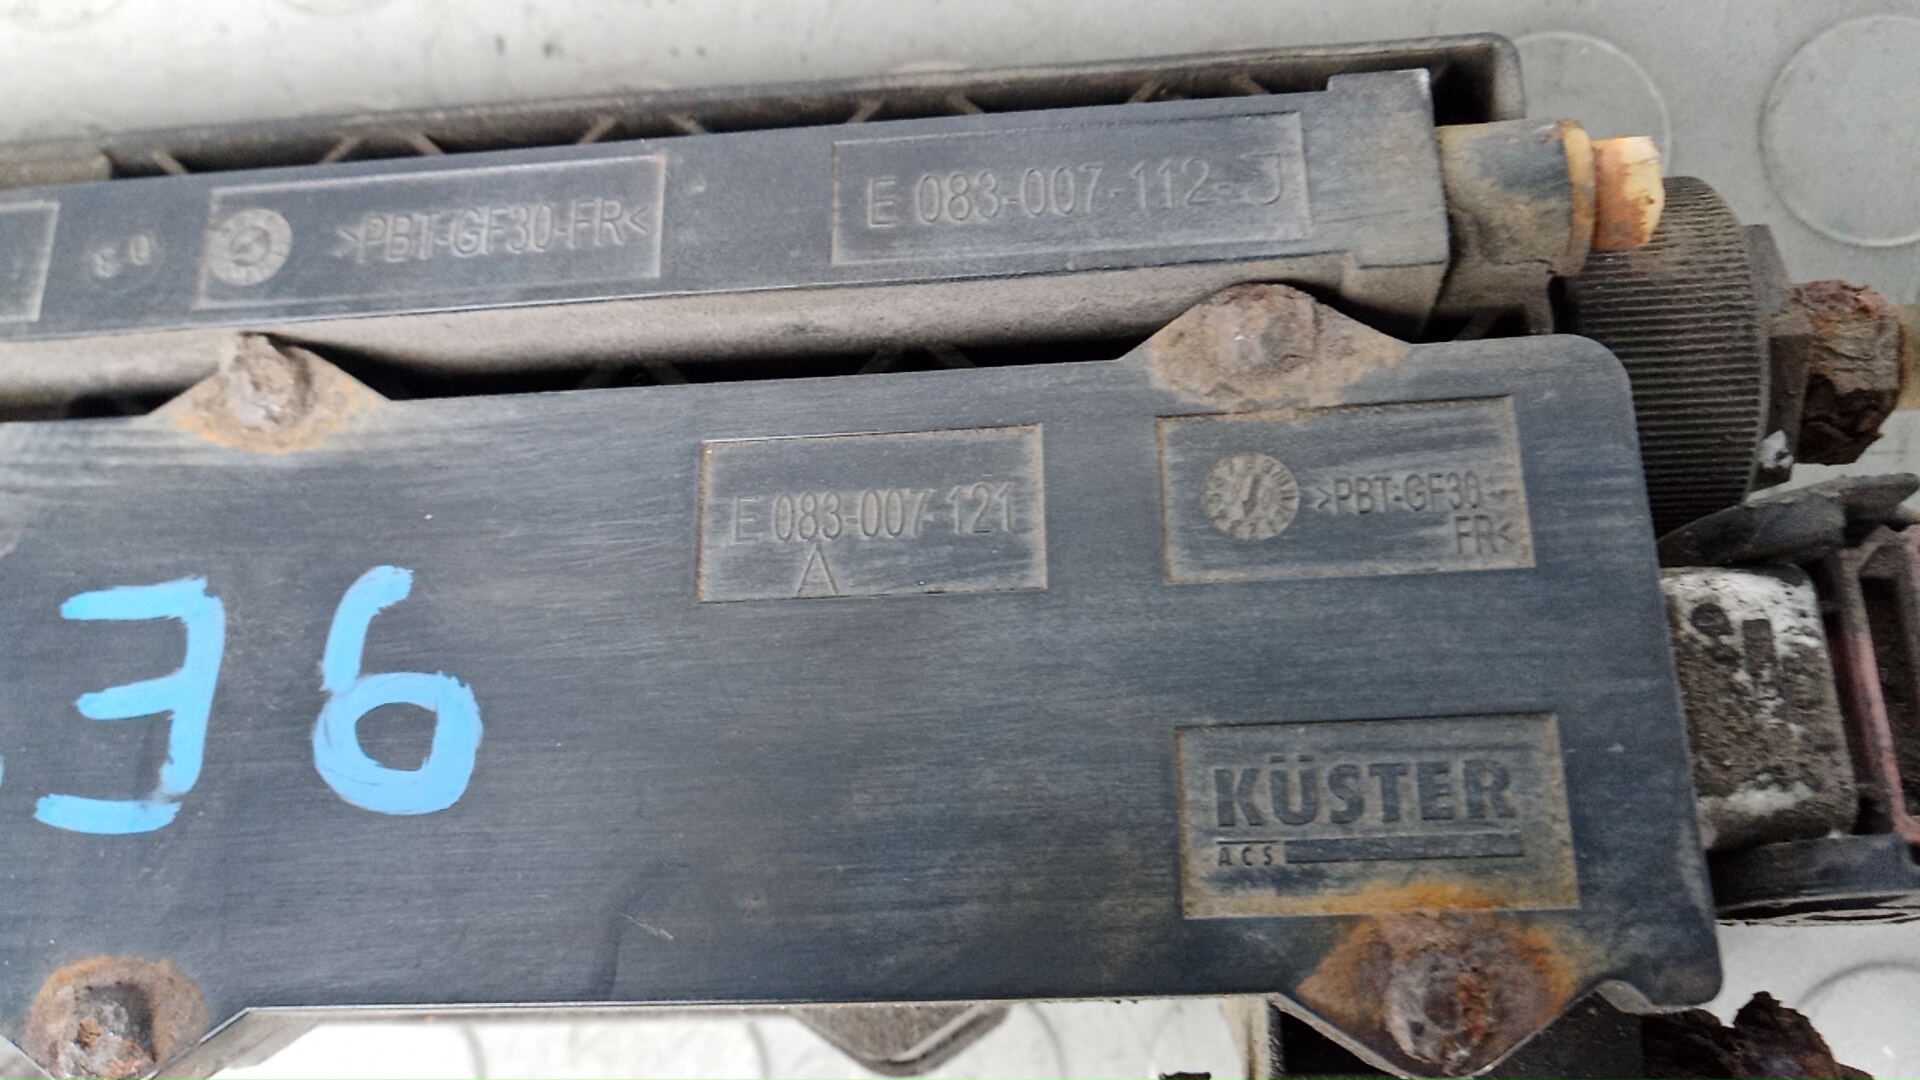 >PBT-GF30-FR<
E 083-007-112-J
E 083-007-121
A
>PBT-GF30-
FR<
36
KÜSTER
ACS